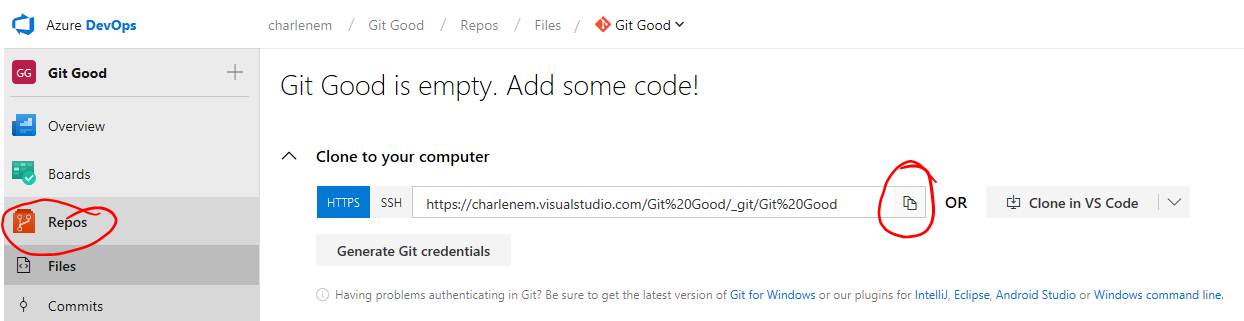 Azure DevOps
charlenem / Git Good / Repos / Files / Git Good
GG Git Good
Git Good is empty. Add some code!
Overview
Clone to your computer
Boards
HTTPS SSH https://charlenem.visualstudio.com/Git%20Good/_git/Git%20Good OR Clone in VS Code
Repos
Generate Git credentials
Files
Having problems authenticating in Git? Be sure to get the latest version of Git for Windows or our plugins for IntelliJ, Eclipse, Android Studio or Windows command line.
Commits